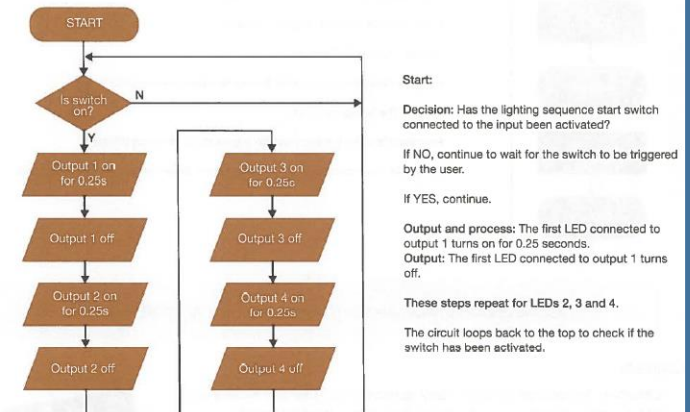 START
Is switch
on?
N
Y
Output 1 on
for 0.25s
Output 1 off
Output 2 on
for 0.25s
Output 2 off
Output 3 on
for 0.25s
Output 3 off
Output 4 on
for 0.25s
Output 4 off
Start:
Decision: Has the lighting sequence start switch
connected to the input been activated?
If NO, continue to wait for the switch to be triggered
by the user.
If YES, continue.
Output and process: The first LED connected to
output 1 turns on for 0.25 seconds.
Output: The first LED connected to output 1 turns
off.
These steps repeat for LEDs 2, 3 and 4.
The circuit loops back to the top to check if the
switch has been activated.